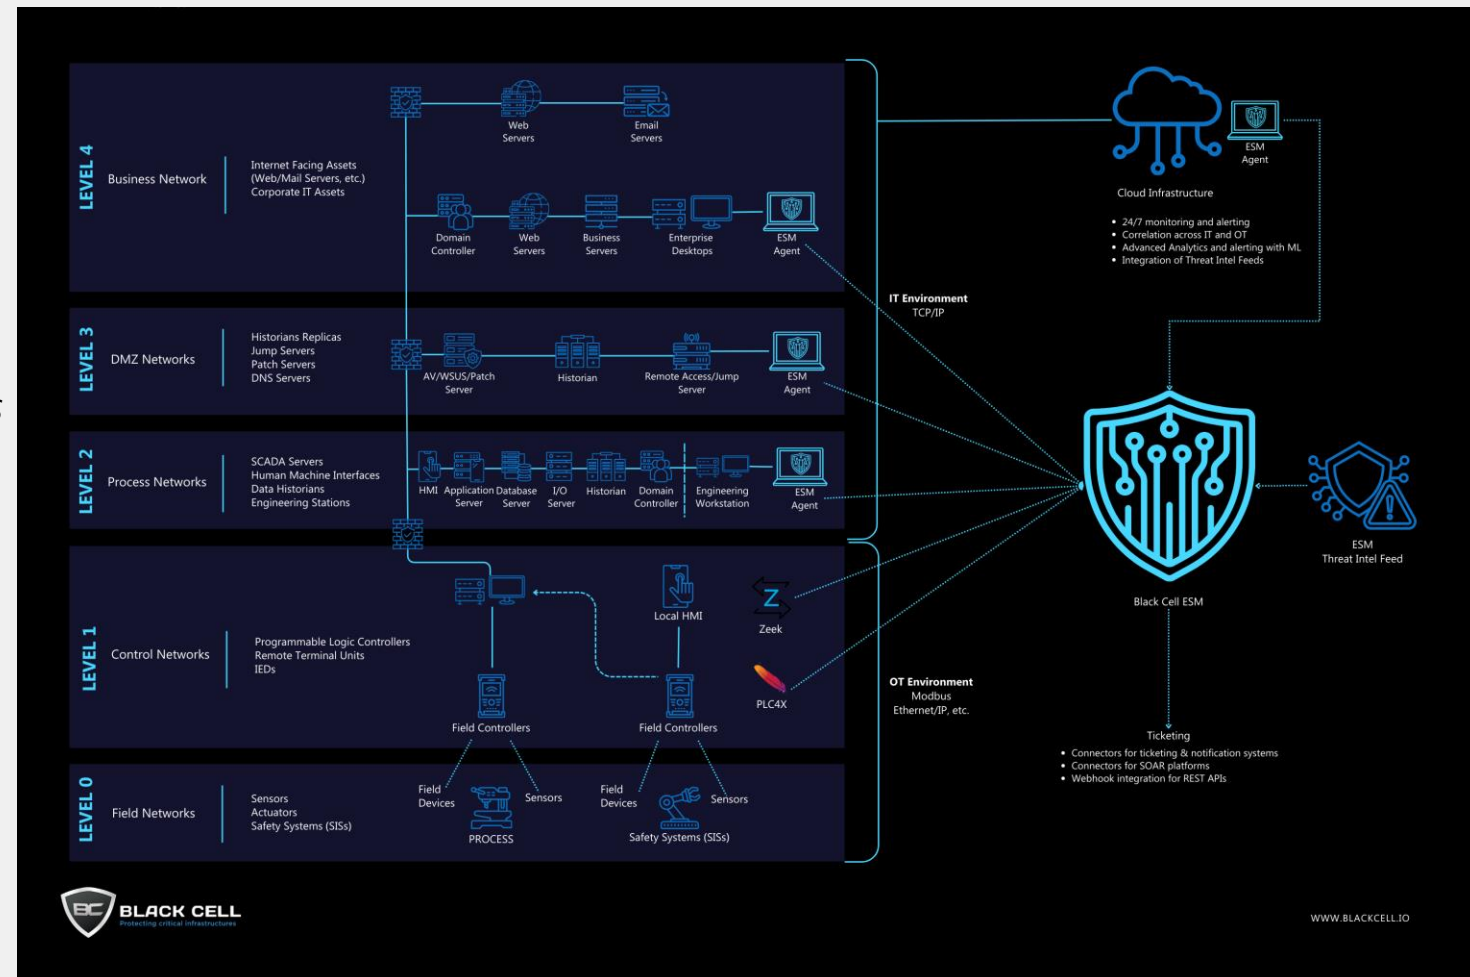 LEVEL 4
Business Network
Internet Facing Assets
(Web/Mail Servers, etc.)
Corporate IT Assets
Web
Servers
Email
Servers
Domain
Controller
Web
Servers
Business
Servers
Enterprise
Desktops
ESM
Agent
LEVEL 3
DMZ Networks
Historians Replicas
Jump Servers
Patch Servers
DNS Servers
AV/WSUS/Patch
Server
Historian
Remote Access/Jump
Server
ESM
Agent
LEVEL 2
Process Networks
SCADA Servers
Human Machine Interfaces
Data Historians
Engineering Stations
HMI
Application
Server
Database
Server
I/O
Server
Historian
Domain
Controller
Engineering
Workstation
ESM
Agent
LEVEL 1
Control Networks
Programmable Logic Controllers
Remote Terminal Units
IEDs
Local HMI
Z
Zeek
PLC4X
Field Controllers
Field Controllers
LEVEL 0
Field Networks
Sensors
Actuators
Safety Systems (SISs)
Field
Devices
Sensors
PROCESS
Field
Devices
Sensors
Safety Systems (SISs)
IT Environment
TCP/IP
OT Environment
Modbus
Ethernet/IP, etc.
ESM
Agent
Cloud Infrastructure
• 24/7 monitoring and alerting
• Correlation across IT and OT
• Advanced Analytics and alerting with ML
• Integration of Threat Intel Feeds
Black Cell ESM
ESM
Threat Intel Feed
Ticketing
• Connectors for ticketing & notification systems
• Connectors for SOAR platforms
• Webhook integration for REST APIs
BC
BLACK CELL
Protecting critical infrastructures
WWW.BLACKCELL.IO